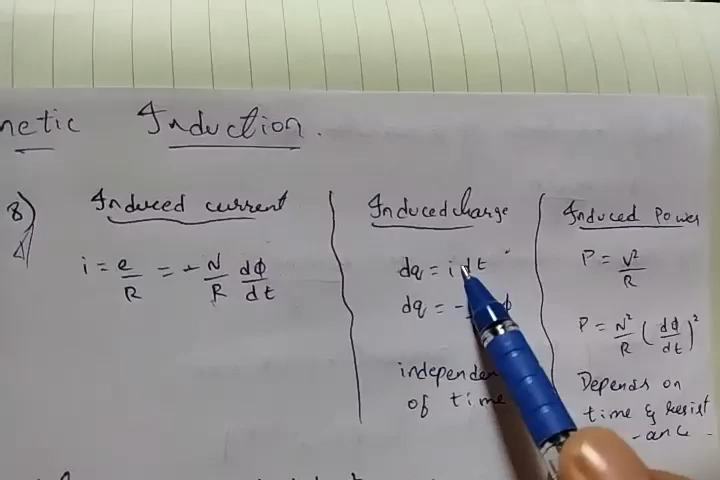 netic Induction.
8) Induced current
i = e/R = - N/R dϕ/dt
Induced charge
dq = i dt
dq = - ϕ
independen
of time
Induced Power
P = V²/R
P = N²/R (dϕ/dt)²
Depends on
time & resist
-ance.